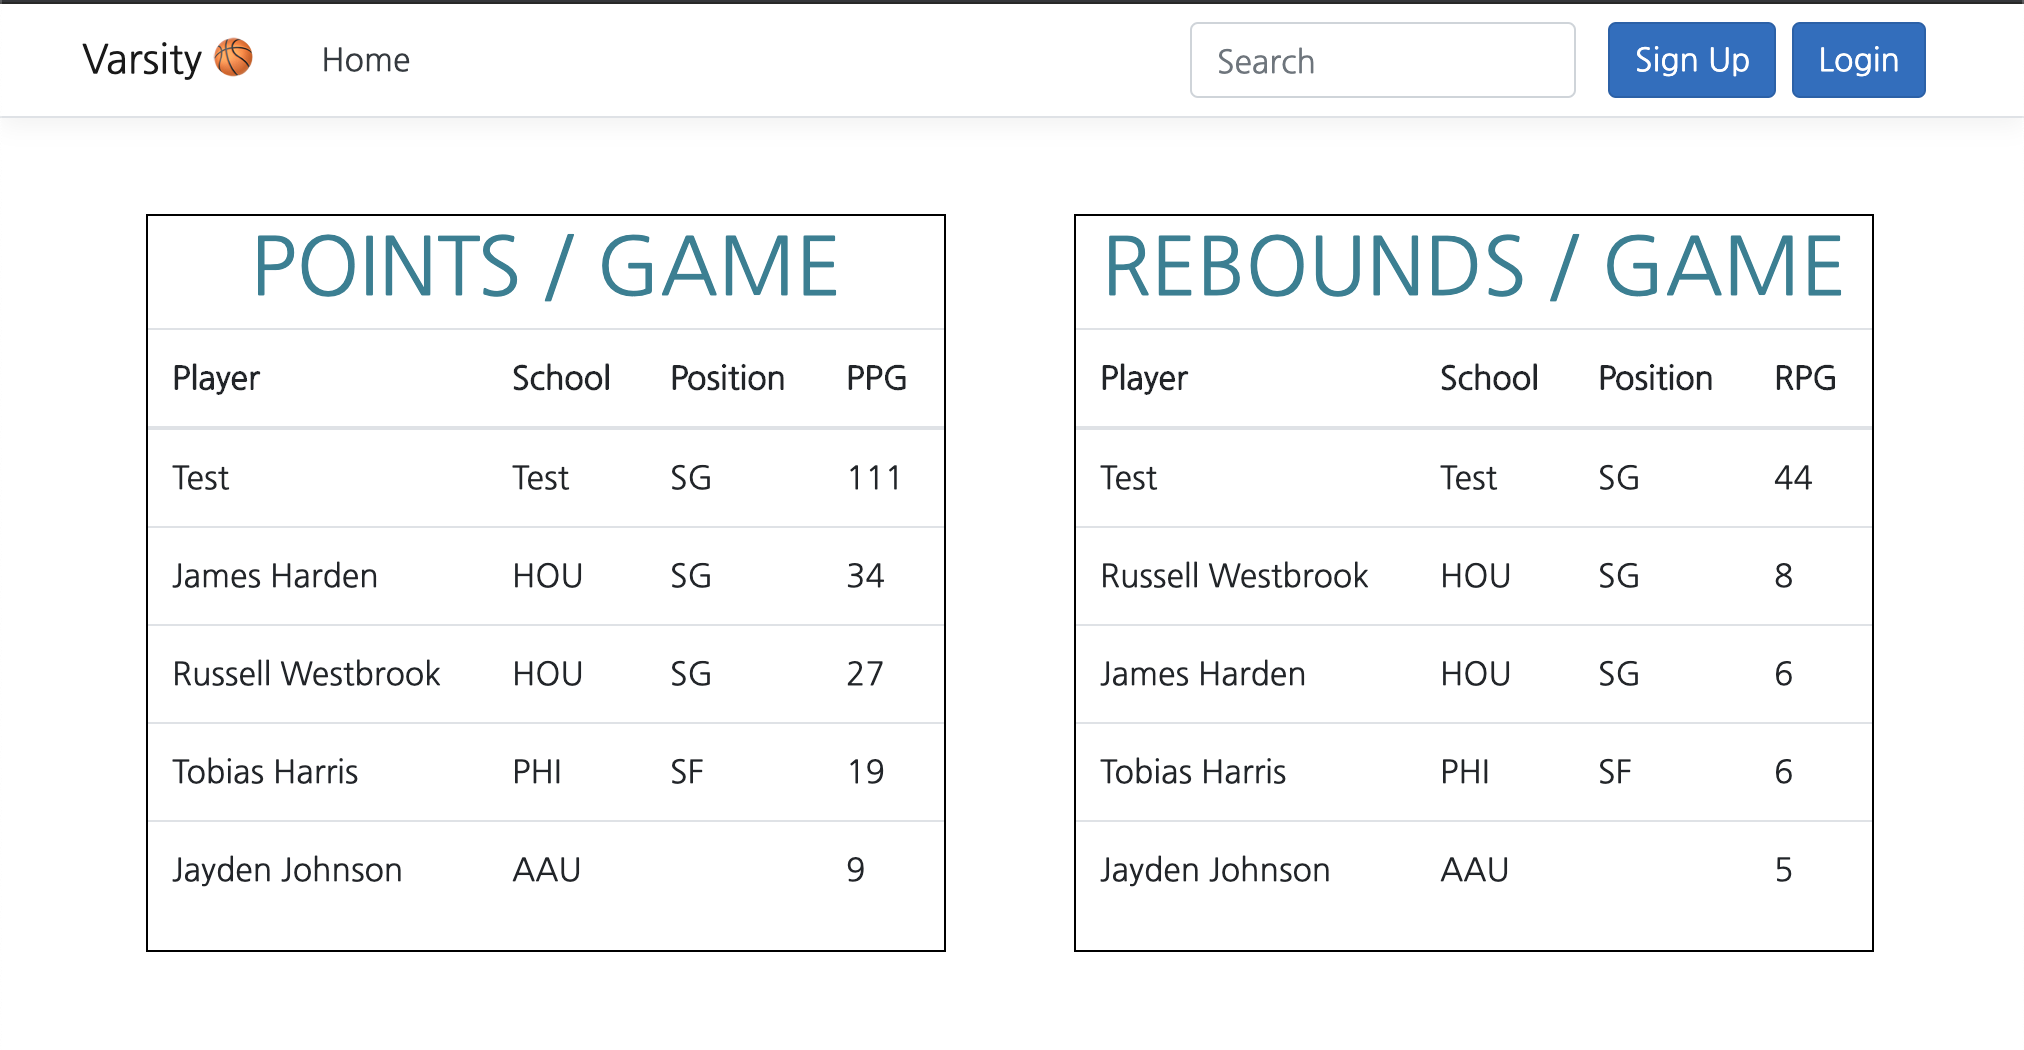 Varsity 🏀 Home Search Sign Up Login
POINTS / GAME
Player School Position PPG
Test Test SG 111
James Harden HOU SG 34
Russell Westbrook HOU SG 27
Tobias Harris PHI SF 19
Jayden Johnson AAU 9
REBOUNDS / GAME
Player School Position RPG
Test Test SG 44
Russell Westbrook HOU SG 8
James Harden HOU SG 6
Tobias Harris PHI SF 6
Jayden Johnson AAU 5